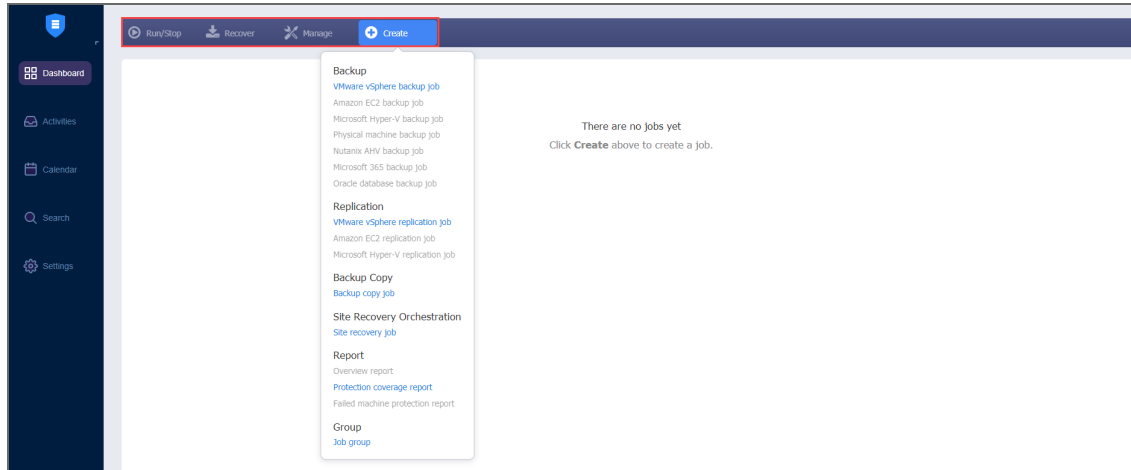 Run/Stop
Recover
Manage
Create
Dashboard
Activities
Calendar
Search
Settings
Backup
VMware vSphere backup job
Amazon EC2 backup job
Microsoft Hyper-V backup job
Physical machine backup job
Nutanix AHV backup job
Microsoft 365 backup job
Oracle database backup job
Replication
VMware vSphere replication job
Amazon EC2 replication job
Microsoft Hyper-V replication job
Backup Copy
Backup copy job
Site Recovery Orchestration
Site recovery job
Report
Overview report
Protection coverage report
Failed machine protection report
Group
Job group
There are no jobs yet
Click Create above to create a job.